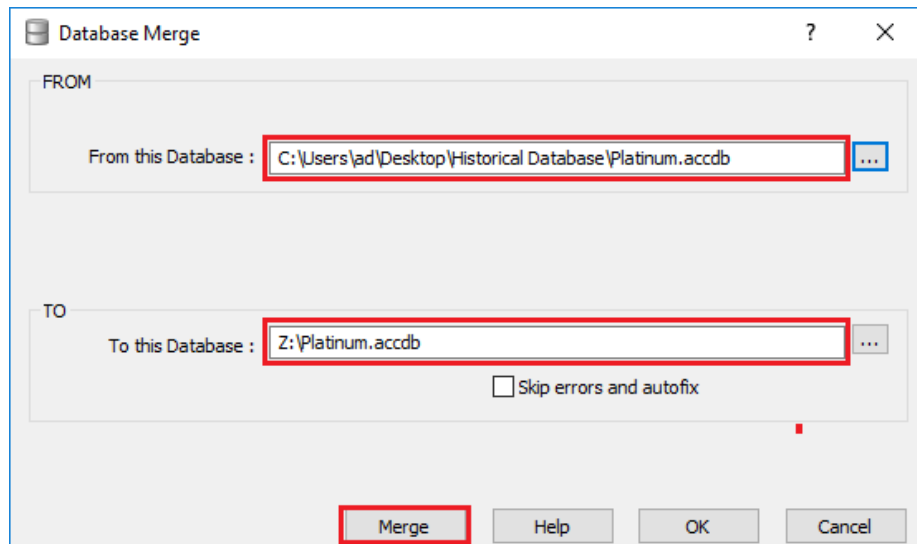 Database Merge ?
FROM
From this Database : C:\Users\ad\Desktop\Historical Database\Platinum.accdb ...
TO
To this Database : Z:\Platinum.accdb ...
Skip errors and autofix
Merge Help OK Cancel